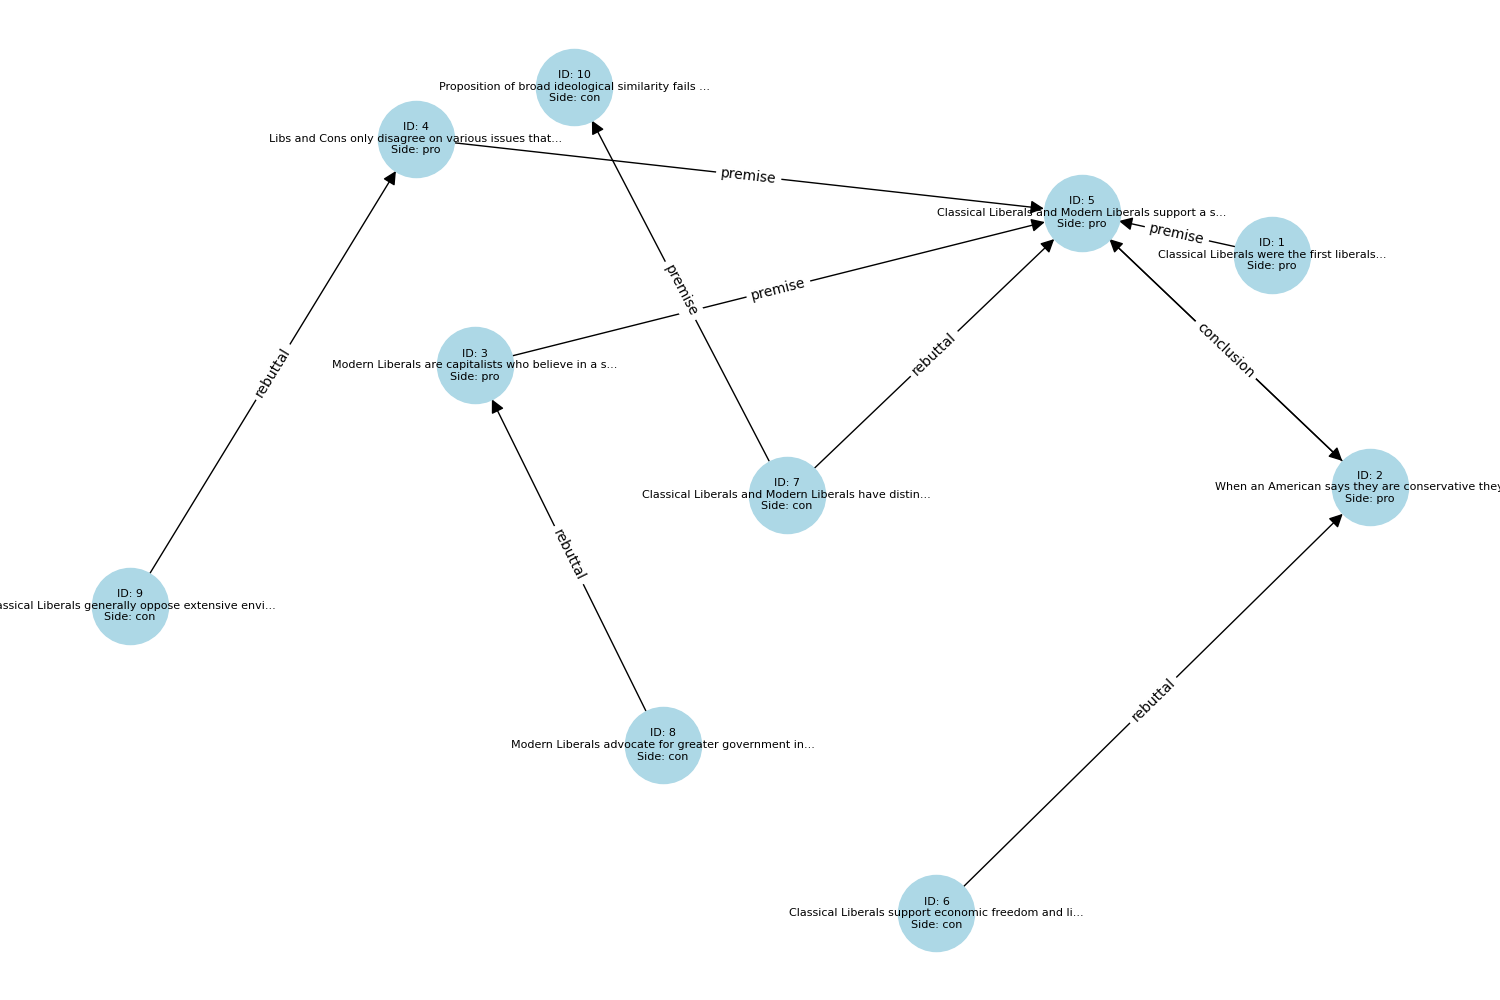 ID: 10
Proposition of broad ideological similarity fails ...
Side: con
ID: 4
Libs and Cons only disagree on various issues that...
Side: pro
premise
ID: 5
Classical Liberals and Modern Liberals support a s...
Side: pro
premise
ID: 1
Classical Liberals were the first liberals...
Side: pro
premise
premise
ID: 3
Modern Liberals are capitalists who believe in a s...
Side: pro
rebuttal
rebuttal
conclusion
ID: 7
Classical Liberals and Modern Liberals have distin...
Side: con
ID: 2
When an American says they are conservative they
Side: pro
rebuttal
ID: 9
assical Liberals generally oppose extensive envi...
Side: con
rebuttal
ID: 8
Modern Liberals advocate for greater government in...
Side: con
ID: 6
Classical Liberals support economic freedom and li...
Side: con